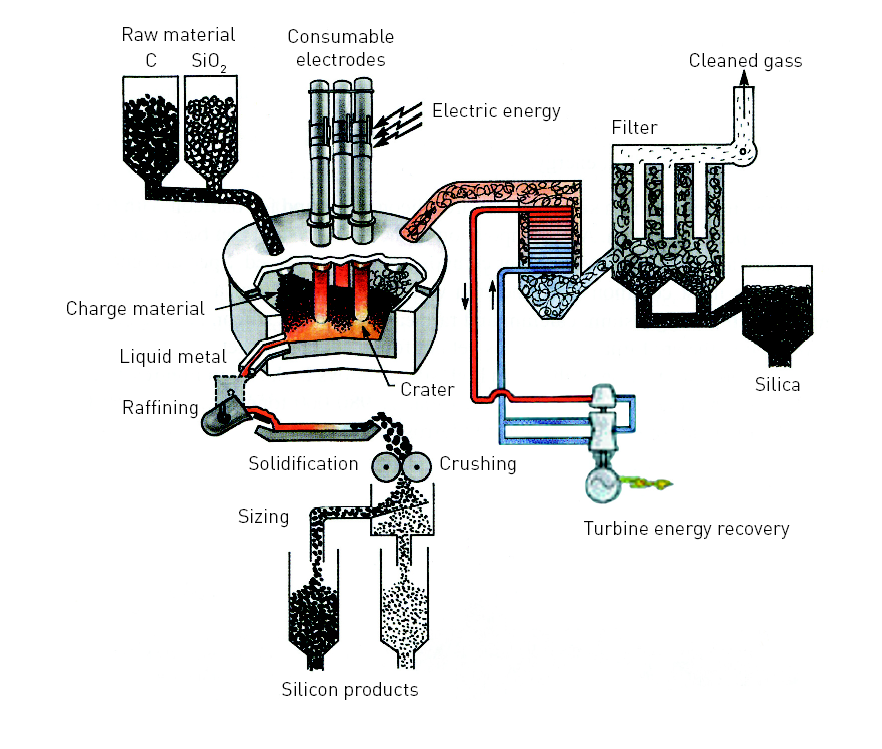 Raw material
C SiO2
Consumable
electrodes
Electric energy
Cleaned gass
Filter
Charge material
Liquid metal
Raffining
Crater
Silica
Solidification
Crushing
Sizing
Turbine energy recovery
Silicon products